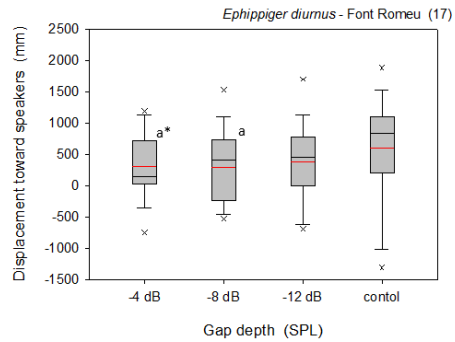 Ephippiger diurnus - Font Romeu (17)
Displacement toward speakers (mm)
2500
2000
1500
1000
500
0
-500
-1000
-1500
a*
a
-4 dB
-8 dB
-12 dB
contol
Gap depth (SPL)